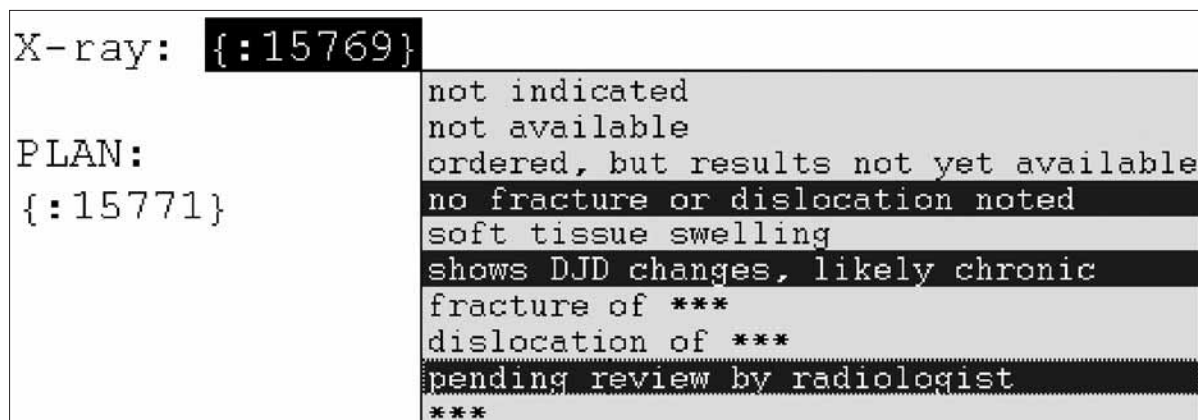 X-ray: {:15769}
not indicated
not available
PLAN:
ordered, but results not yet available
no fracture or dislocation noted
{:15771}
soft tissue swelling
shows DJD changes, likely chronic
fracture of ***
dislocation of ***
pending review by radiologist
***